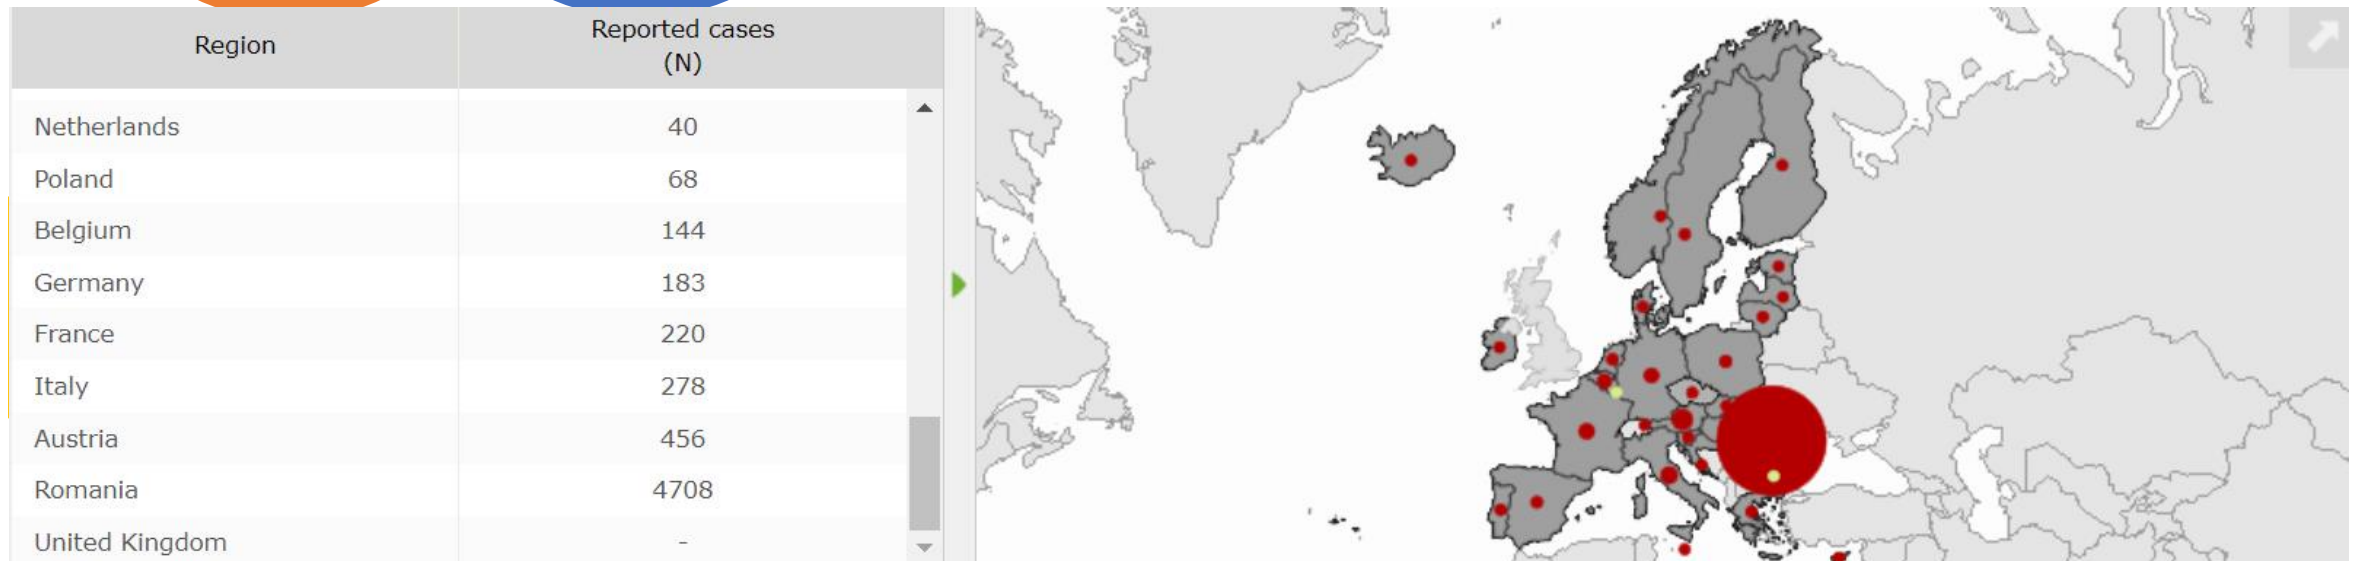 Region Reported cases
(N)
Netherlands 40
Poland 68
Belgium 144
Germany 183
France 220
Italy 278
Austria 456
Romania 4708
United Kingdom -